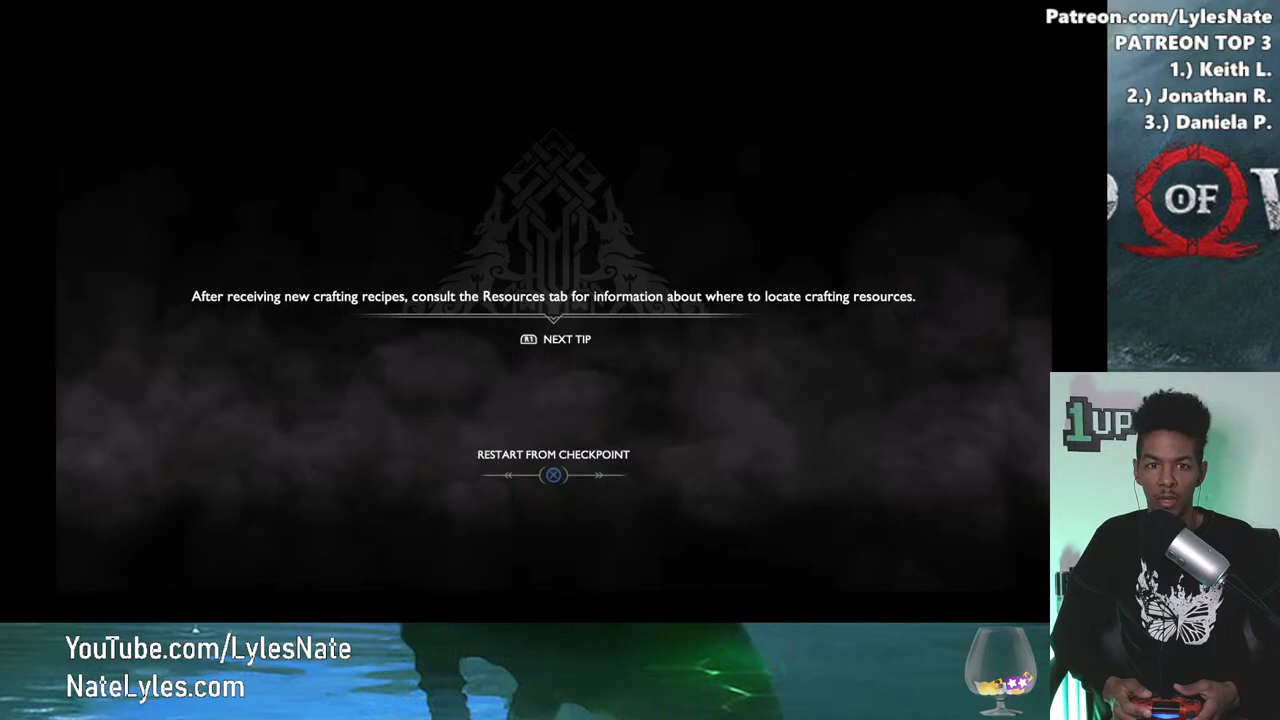 Patreon.com/LylesNate
PATREON TOP 3
1.) Keith L.
2.) Jonathan R.
3.) Daniela P.
OF
After receiving new crafting recipes, consult the Resources tab for information about where to locate crafting resources.
R1 NEXT TIP
1UP
RESTART FROM CHECKPOINT
YouTube.com/LylesNate
NateLyles.com